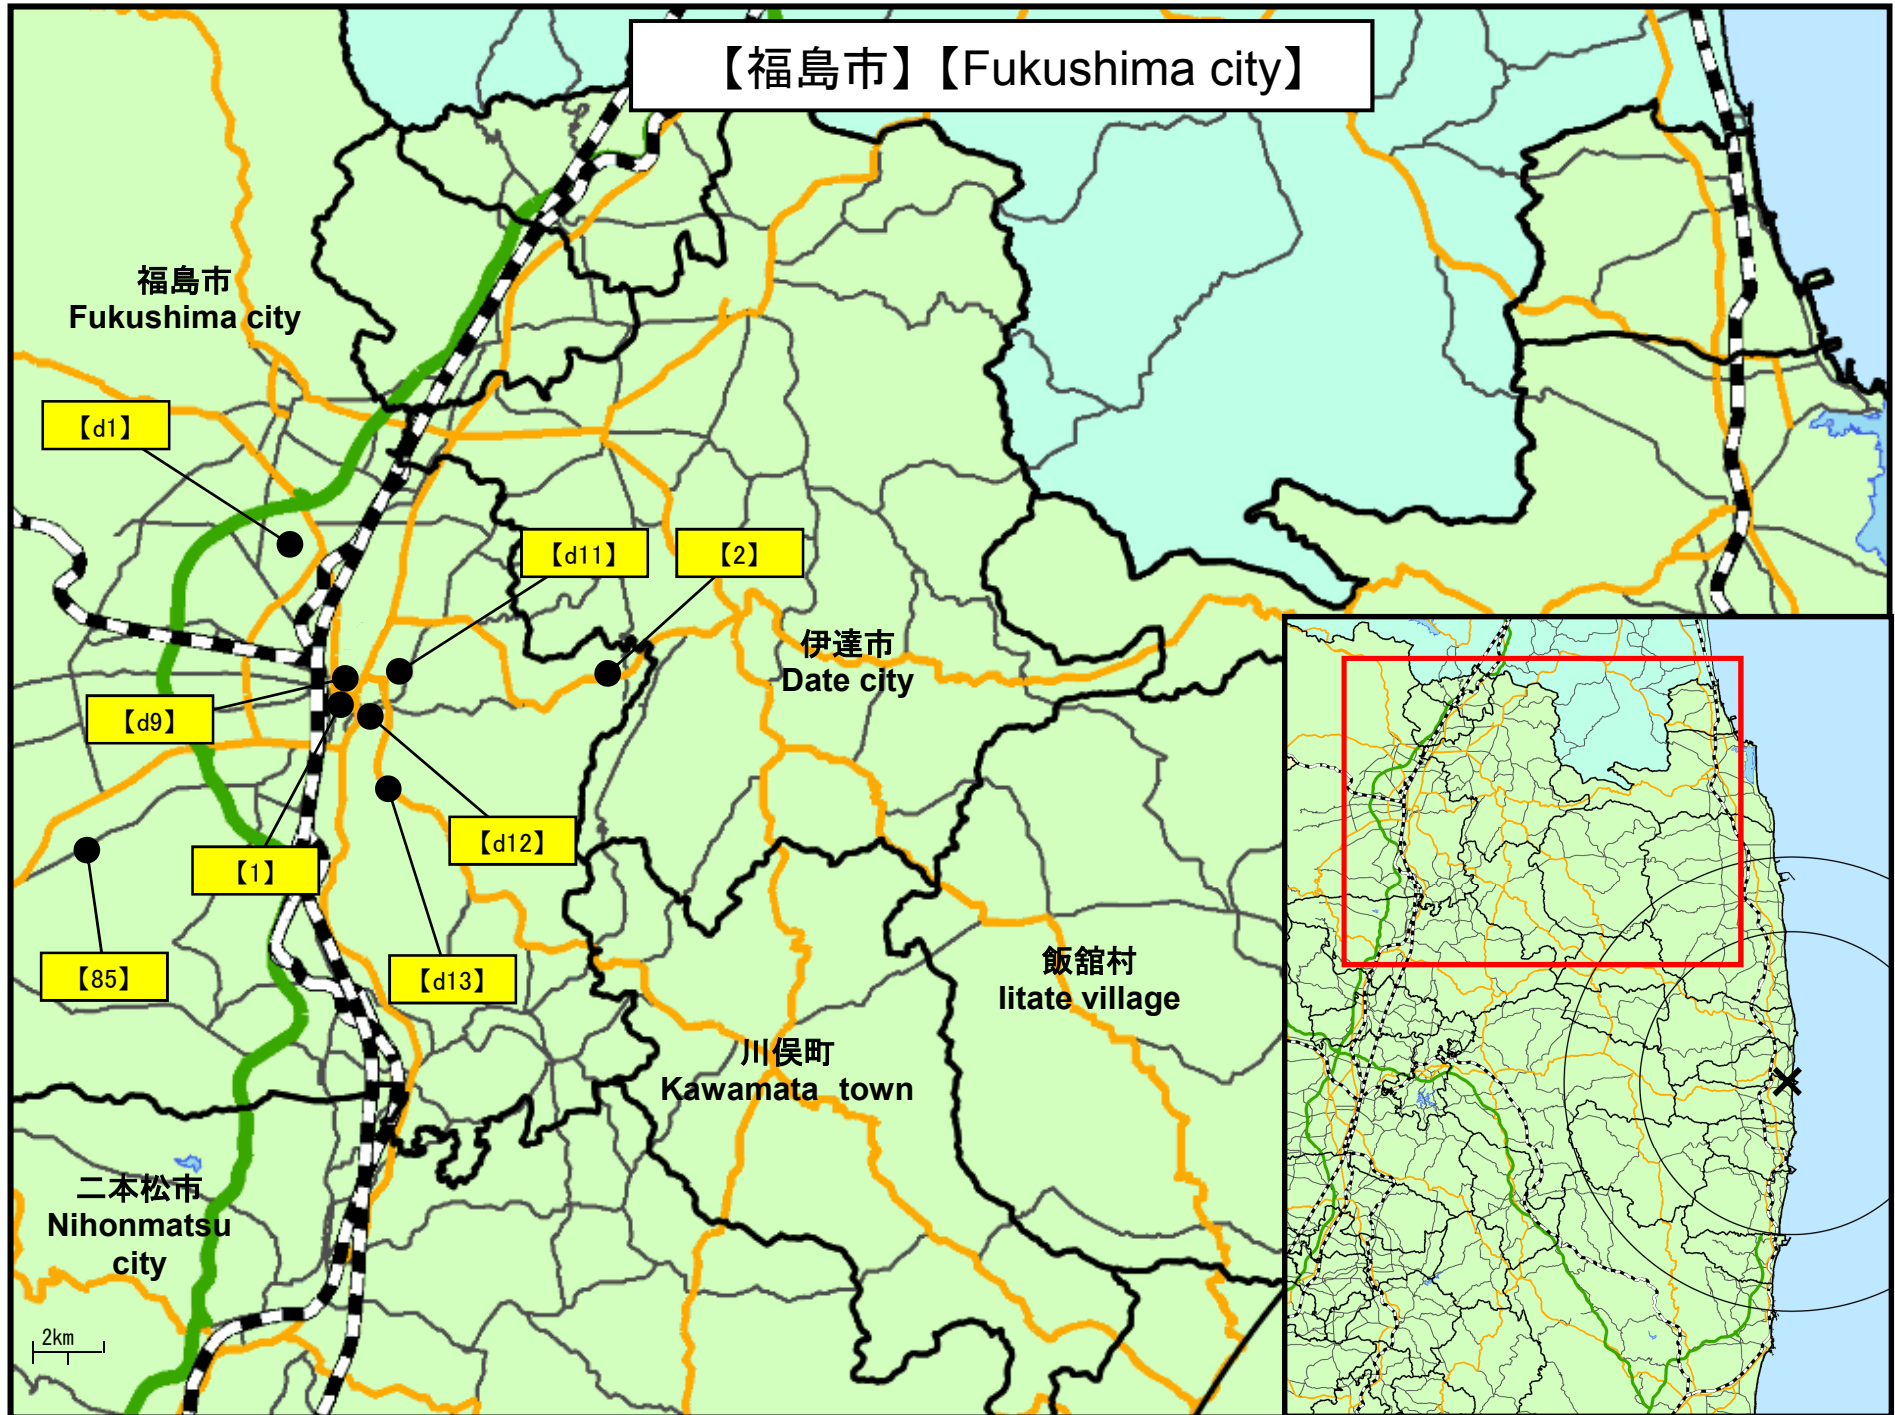 【福島市】【Fukushima city】
福島市
Fukushima city
【d1】
【d11】
【2】
伊達市
Date city
【d9】
【d12】
【1】
【85】
【d13】
飯舘村
Iitate village
川俣町
Kawamata town
二本松市
Nihonmatsu
city
2km